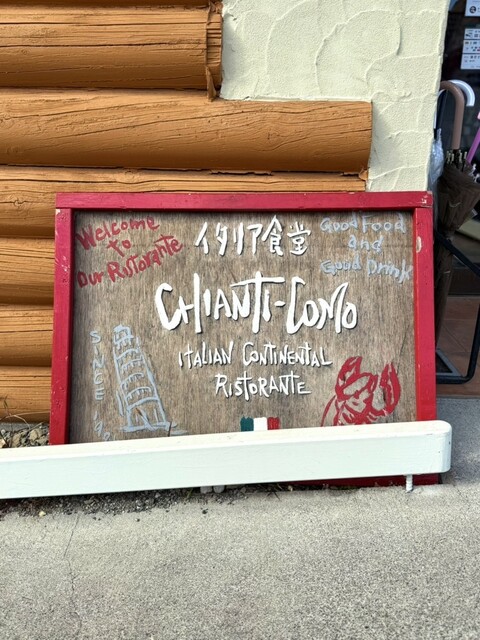 Welcome
to
Our Ristorante
イタリア食堂
Good Food
and
Good Drink
CHIANTI-COMO
ITALIAN CONTINENTAL
RISTORANTE
SINCE